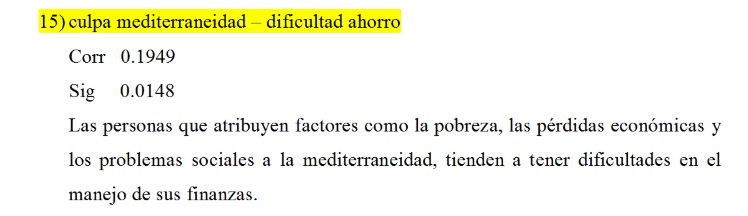 15) culpa mediterraneidad – dificultad ahorro
Corr 0.1949
Sig 0.0148
Las personas que atribuyen factores como la pobreza, las pérdidas económicas y
los problemas sociales a la mediterraneidad, tienden a tener dificultades en el
manejo de sus finanzas.